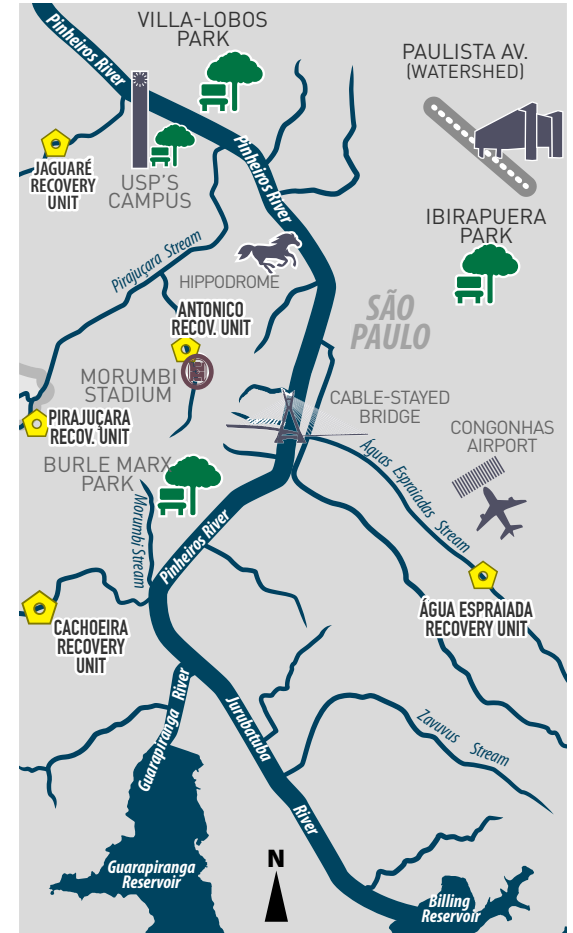 VILLA-LOBOS
PARK
Pinheiros River
PAULISTA AV.
(WATERSHED)
JAGUARÉ
RECOVERY
UNIT
USP'S
CAMPUS
Pinheiros River
IBIRAPUERA
PARK
Pirajuçara Stream
HIPPODROME
ANTONICO
RECOV. UNIT
SÃO
PAULO
MORUMBI
STADIUM
CABLE-STAYED
BRIDGE
PIRAJUÇARA
RECOV. UNIT
CONGONHAS
AIRPORT
BURLE MARX
PARK
Águas Espraiadas Stream
Morumbi Stream
Pinheiros River
ÁGUA ESPRAIADA
RECOVERY UNIT
CACHOEIRA
RECOVERY
UNIT
Guarapiranga River
Jurubatuba River
Zavuvus Stream
N
Guarapiranga
Reservoir
Billing
Reservoir